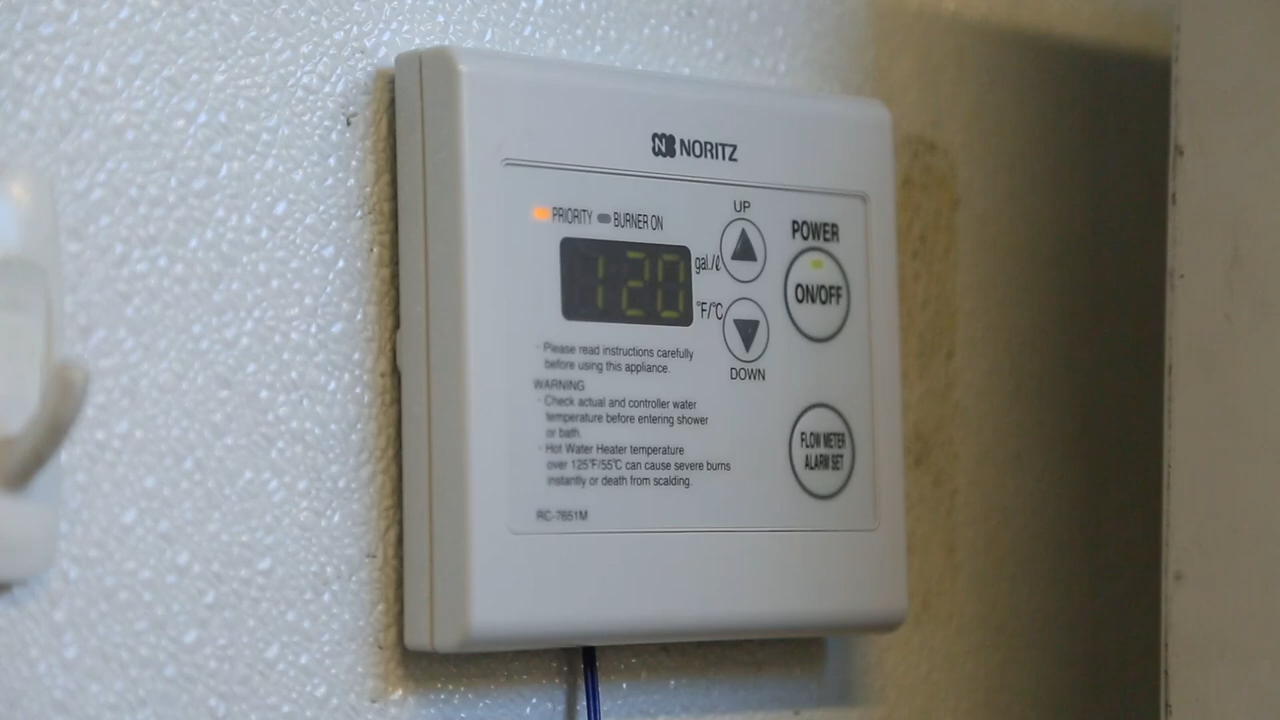 NORITZ
PRIORITY BURNER ON
120
gal./ℓ
°F/°C
UP
DOWN
POWER
ON/OFF
· Please read instructions carefully
before using this appliance.
WARNING
· Check actual and controller water
temperature before entering shower
or bath.
· Hot Water Heater temperature
over 125°F/55°C can cause severe burns
instantly or death from scalding.
FLOW METER
ALARM SET
RC-7651M